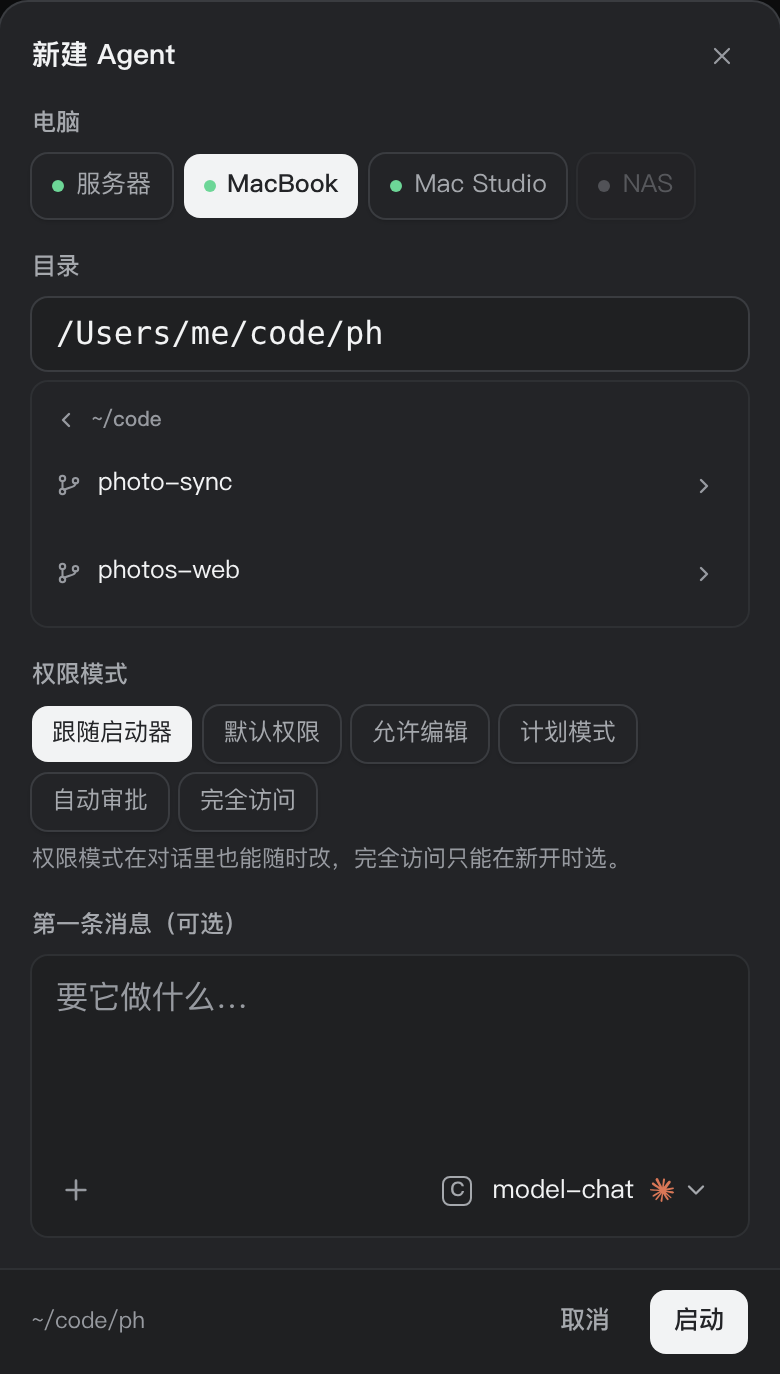 新建 Agent
电脑
服务器 MacBook Mac Studio NAS
目录
/Users/me/code/ph
~/code
photo-sync
photos-web
权限模式
跟随启动器 默认权限 允许编辑 计划模式
自动审批 完全访问
权限模式在对话里也能随时改，完全访问只能在新开时选。
第一条消息（可选）
要它做什么…
C model-chat
~/code/ph 取消 启动